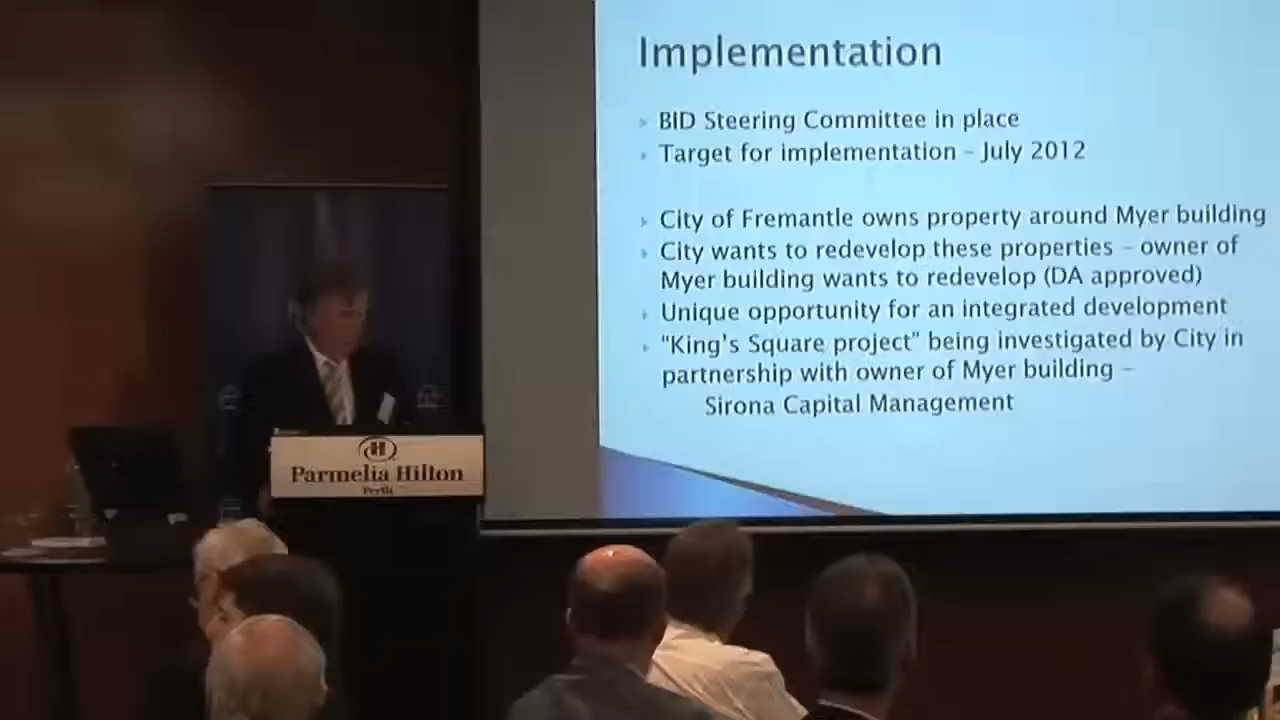 Implementation
BID Steering Committee in place
Target for implementation – July 2012
City of Fremantle owns property around Myer building
City wants to redevelop these properties – owner of
Myer building wants to redevelop (DA approved)
Unique opportunity for an integrated development
“King’s Square project” being investigated by City in
partnership with owner of Myer building –
Sirona Capital Management
H
Parmelia Hilton
Perth